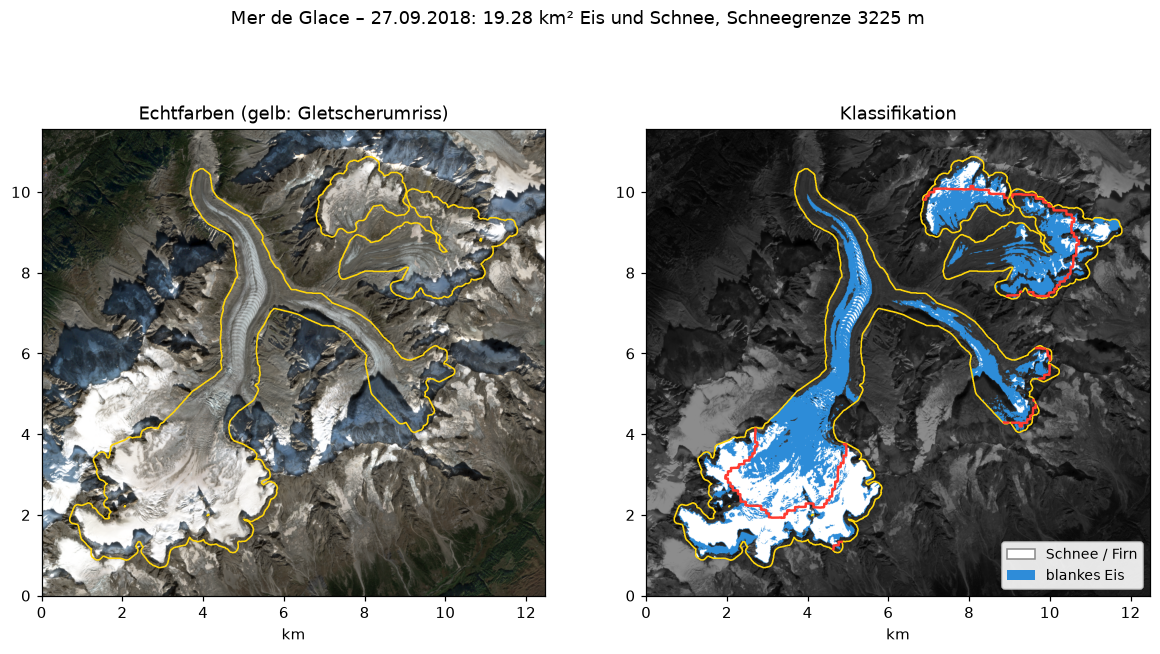 Mer de Glace – 27.09.2018: 19.28 km² Eis und Schnee, Schneegrenze 3225 m
Echtfarben (gelb: Gletscherumriss)
10
8
6
4
2
0
0 2 4 6 8 10 12
km
Klassifikation
10
8
6
4
2
0
Schnee / Firn
blankes Eis
0 2 4 6 8 10 12
km